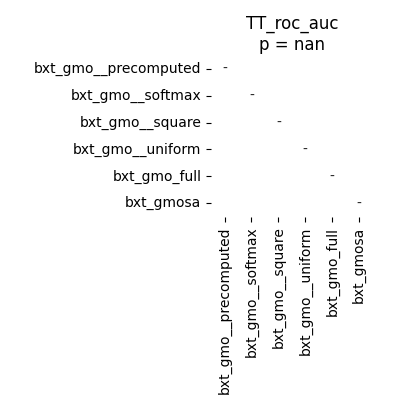 TT_roc_auc
p = nan
bxt_gmo__precomputed
bxt_gmo__softmax
bxt_gmo__square
bxt_gmo__uniform
bxt_gmo_full
bxt_gmosa
-
-
-
-
-
-
bxt_gmo__precomputed
bxt_gmo__softmax
bxt_gmo__square
bxt_gmo__uniform
bxt_gmo_full
bxt_gmosa